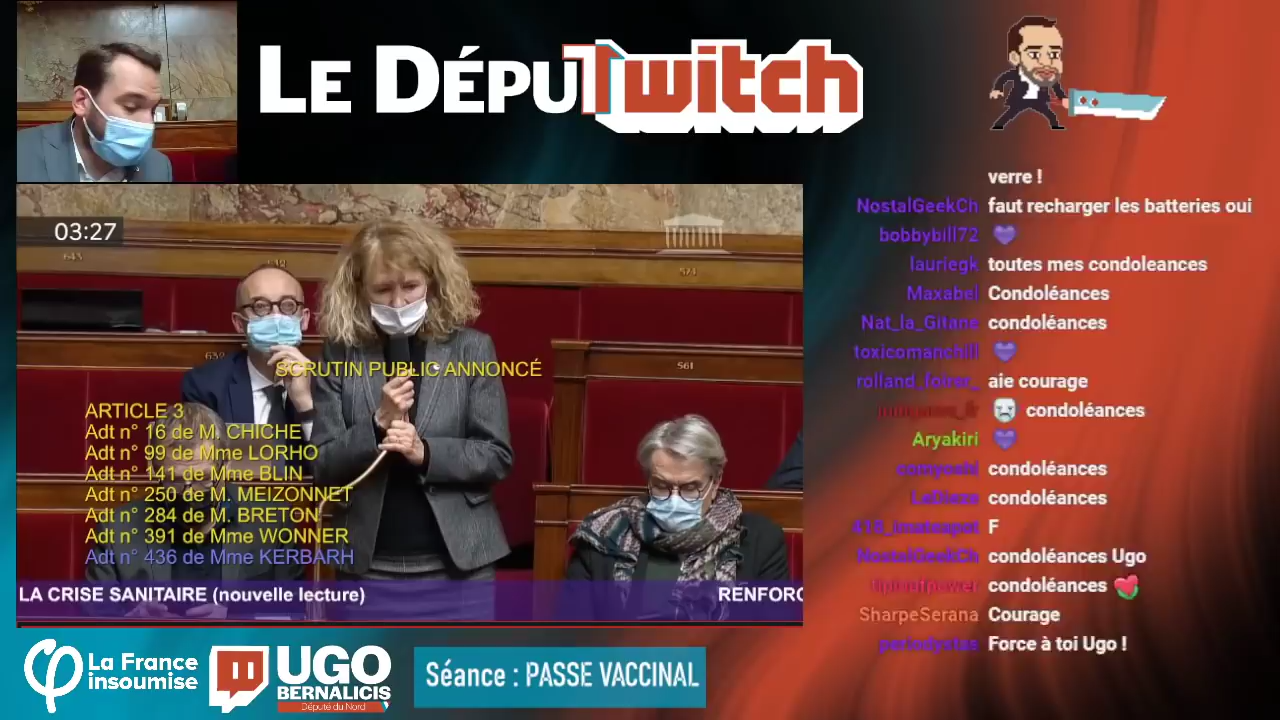 LE DÉPUTwitch
verre !
NostalGeekCh faut recharger les batteries oui
bobbybill72
lauriegk toutes mes condoleances
Maxabel Condoléances
Nat_la_Gitane condoléances
toxicomanchill
aie courage
condoléances
Aryakiri
condoléances
condoléances
F
NostalGeekCh condoléances Ugo
condoléances
SharpeSerana Courage
Force à toi Ugo !
03:27
574
561
SCRUTIN PUBLIC ANNONCÉ
ARTICLE 3
Adt n° 16 de M. CHICHE
Adt n° 99 de Mme LORHO
Adt n° 141 de Mme BLIN
Adt n° 250 de M. MEIZONNET
Adt n° 284 de M. BRETON
Adt n° 391 de Mme WONNER
Adt n° 436 de Mme KERBARH
LA CRISE SANITAIRE (nouvelle lecture) RENFORC
La France
insoumise
UGO
BERNALICIS
Député du Nord
Séance : PASSE VACCINAL